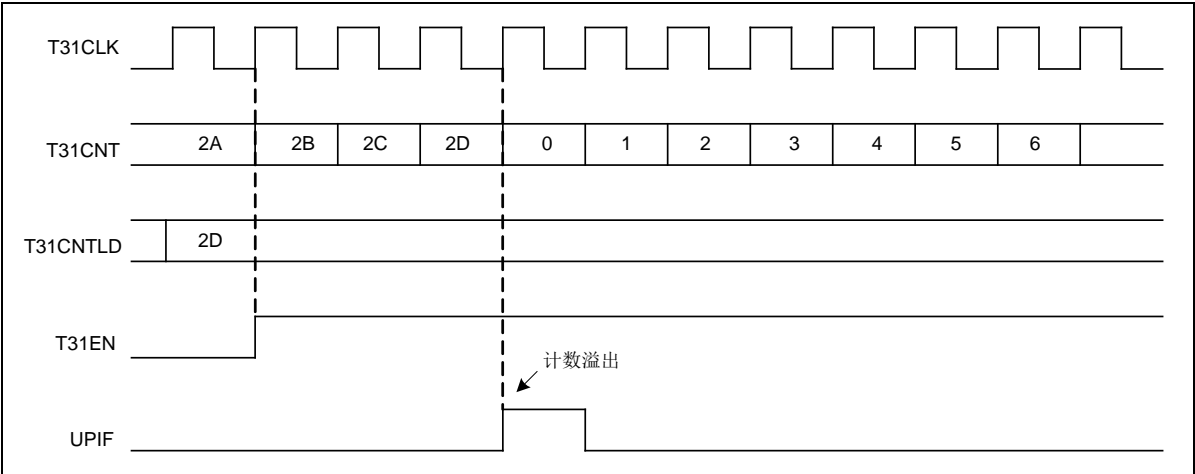 T31CLK
T31CNT 2A 2B 2C 2D 0 1 2 3 4 5 6
T31CNTLD 2D
T31EN
计数溢出
UPIF